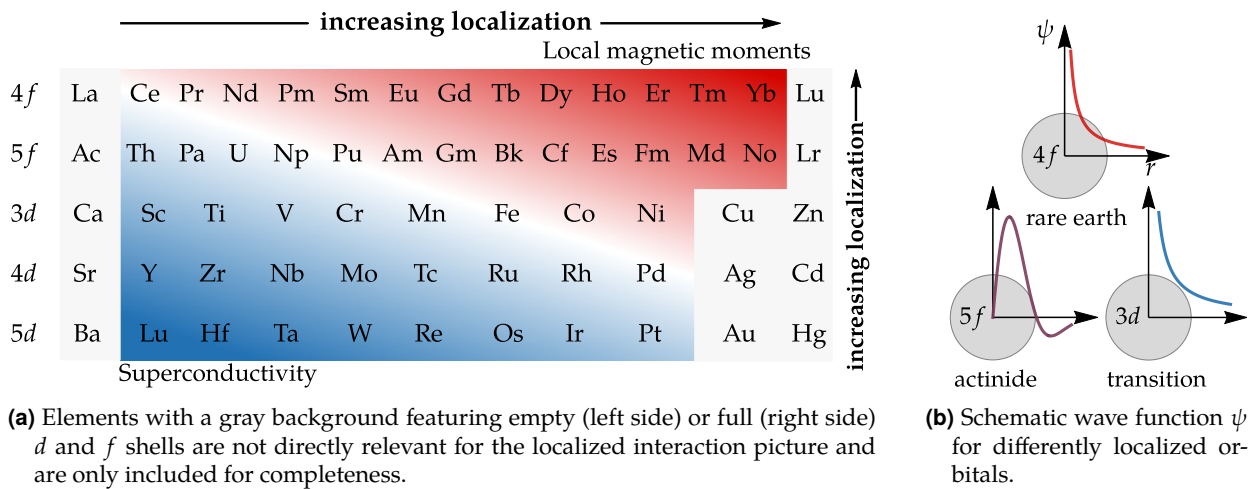 increasing localization
Local magnetic moments
4f La Ce Pr Nd Pm Sm Eu Gd Tb Dy Ho Er Tm Yb Lu
5f Ac Th Pa U Np Pu Am Gm Bk Cf Es Fm Md No Lr
3d Ca Sc Ti V Cr Mn Fe Co Ni Cu Zn
4d Sr Y Zr Nb Mo Tc Ru Rh Pd Ag Cd
5d Ba Lu Hf Ta W Re Os Ir Pt Au Hg
Superconductivity
increasing localization
(a) Elements with a gray background featuring empty (left side) or full (right side)
d and f shells are not directly relevant for the localized interaction picture and
are only included for completeness.
ψ
4f
r
rare earth
5f
actinide
3d
transition
(b) Schematic wave function ψ
for differently localized or-
bitals.